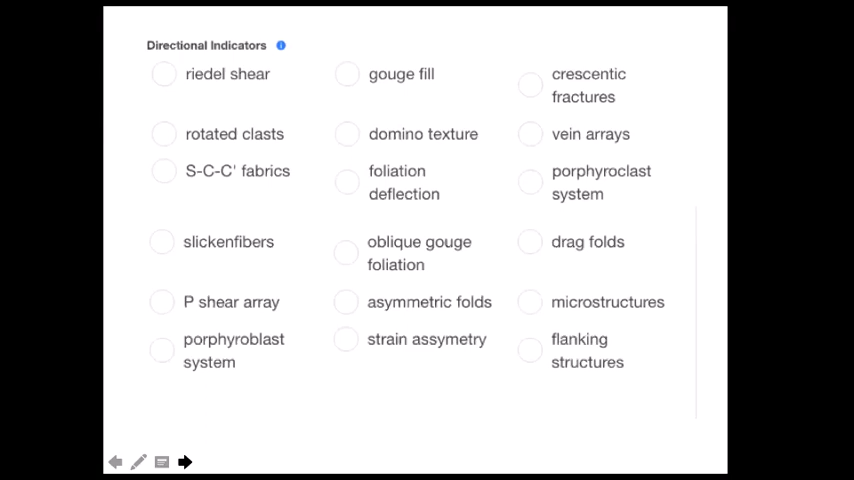 Directional Indicators
riedel shear
gouge fill
crescentic
fractures
rotated clasts
domino texture
vein arrays
S-C-C' fabrics
foliation
deflection
porphyroclast
system
slickenfibers
oblique gouge
foliation
drag folds
P shear array
asymmetric folds
microstructures
porphyroblast
system
strain assymetry
flanking
structures